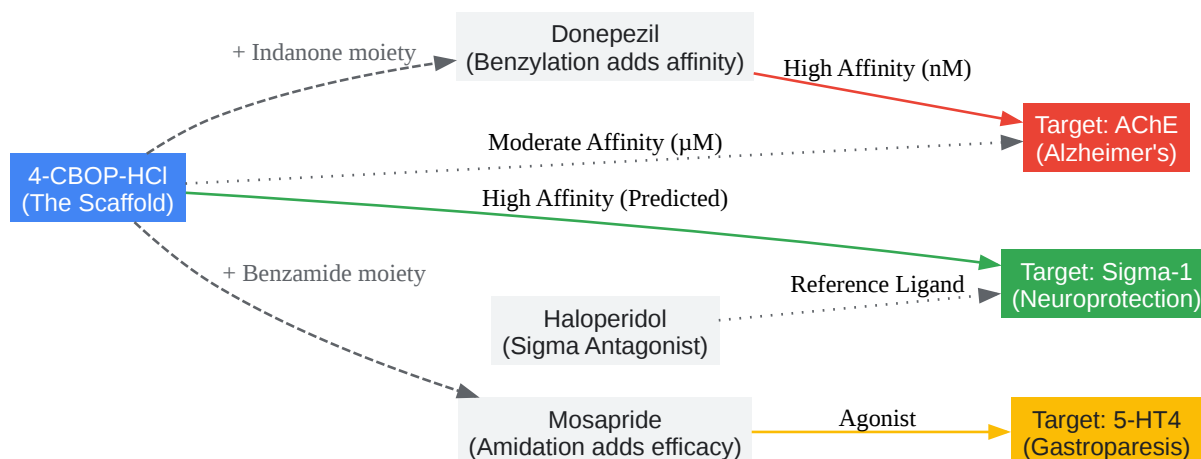 Donepezil
(Benzylation adds affinity)
+ Indanone moiety
High Affinity (nM)
Target: AChE
(Alzheimer's)
Moderate Affinity (µM)
4-CBOP-HCl
(The Scaffold)
High Affinity (Predicted)
+ Benzamide moiety
Target: Sigma-1
(Neuroprotection)
Reference Ligand
Haloperidol
(Sigma Antagonist)
Mosapride
(Amidation adds efficacy)
Agonist
Target: 5-HT4
(Gastroparesis)